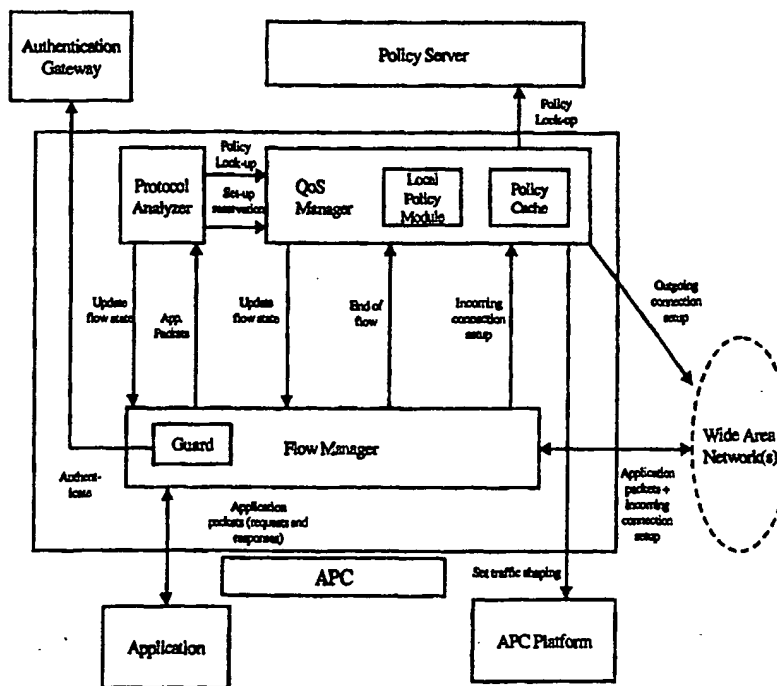 Authentication
Gateway
Policy Server
Policy
Look-up
Policy
Look-up
Protocol
Analyzer
Set-up
reservation
QoS
Manager
Local
Policy
Module
Policy
Cache
Update
flow state
App.
Packets
Update
flow state
End of
flow
Incoming
connection
setup
Outgoing
connection
setup
Guard
Flow Manager
Wide Area
Network(s)
Authent-
icate
Application
packets (requests and
responses)
Application
packets +
Incoming
connection
setup
APC
Set traffic shaping
Application
APC Platform